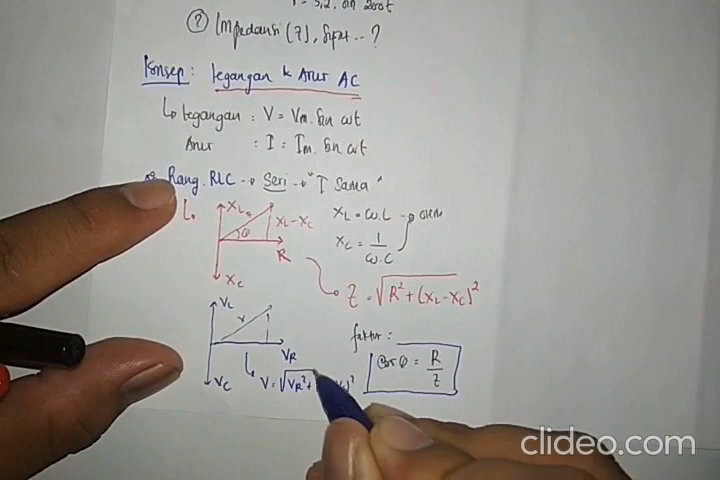 ? Impedansi (Z), Sifat ... ?
Konsep : tegangan & Arus AC
↳ tegangan : V = Vm . Sin ωt
Arus : I = Im . Sin ωt
Rang. RLC → Seri → "I Sama"
XL
XL - XC
φ
R
XC
XL = ω.L → ohm
XC = 1/ω.C
Z = √R² + (XL - XC)²
VL
V
VR
VC
V = √VR² +
)²
faktor :
Cos φ = R/Z
clideo.com